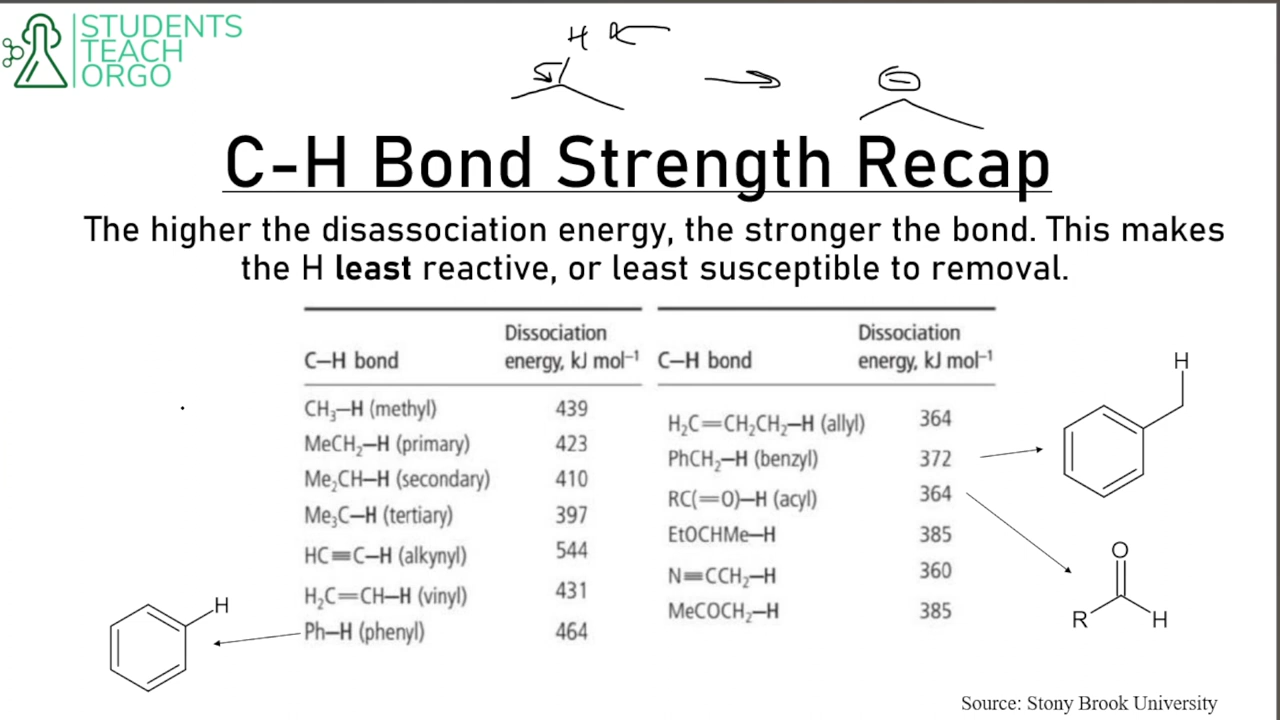 STUDENTS
TEACH
ORGO
H
⊖
C-H Bond Strength Recap
The higher the disassociation energy, the stronger the bond. This makes
the H least reactive, or least susceptible to removal.
C—H bond Dissociation energy, kJ mol⁻¹
CH₃—H (methyl) 439
MeCH₂—H (primary) 423
Me₂CH—H (secondary) 410
Me₃C—H (tertiary) 397
HC≡C—H (alkynyl) 544
H₂C=CH—H (vinyl) 431
Ph—H (phenyl) 464
C—H bond Dissociation energy, kJ mol⁻¹
H₂C=CH₂CH₂—H (allyl) 364
PhCH₂—H (benzyl) 372
RC(=O)—H (acyl) 364
EtOCHMe—H 385
N≡CCH₂—H 360
MeCOCH₂—H 385
H
H
O
R H
Source: Stony Brook University